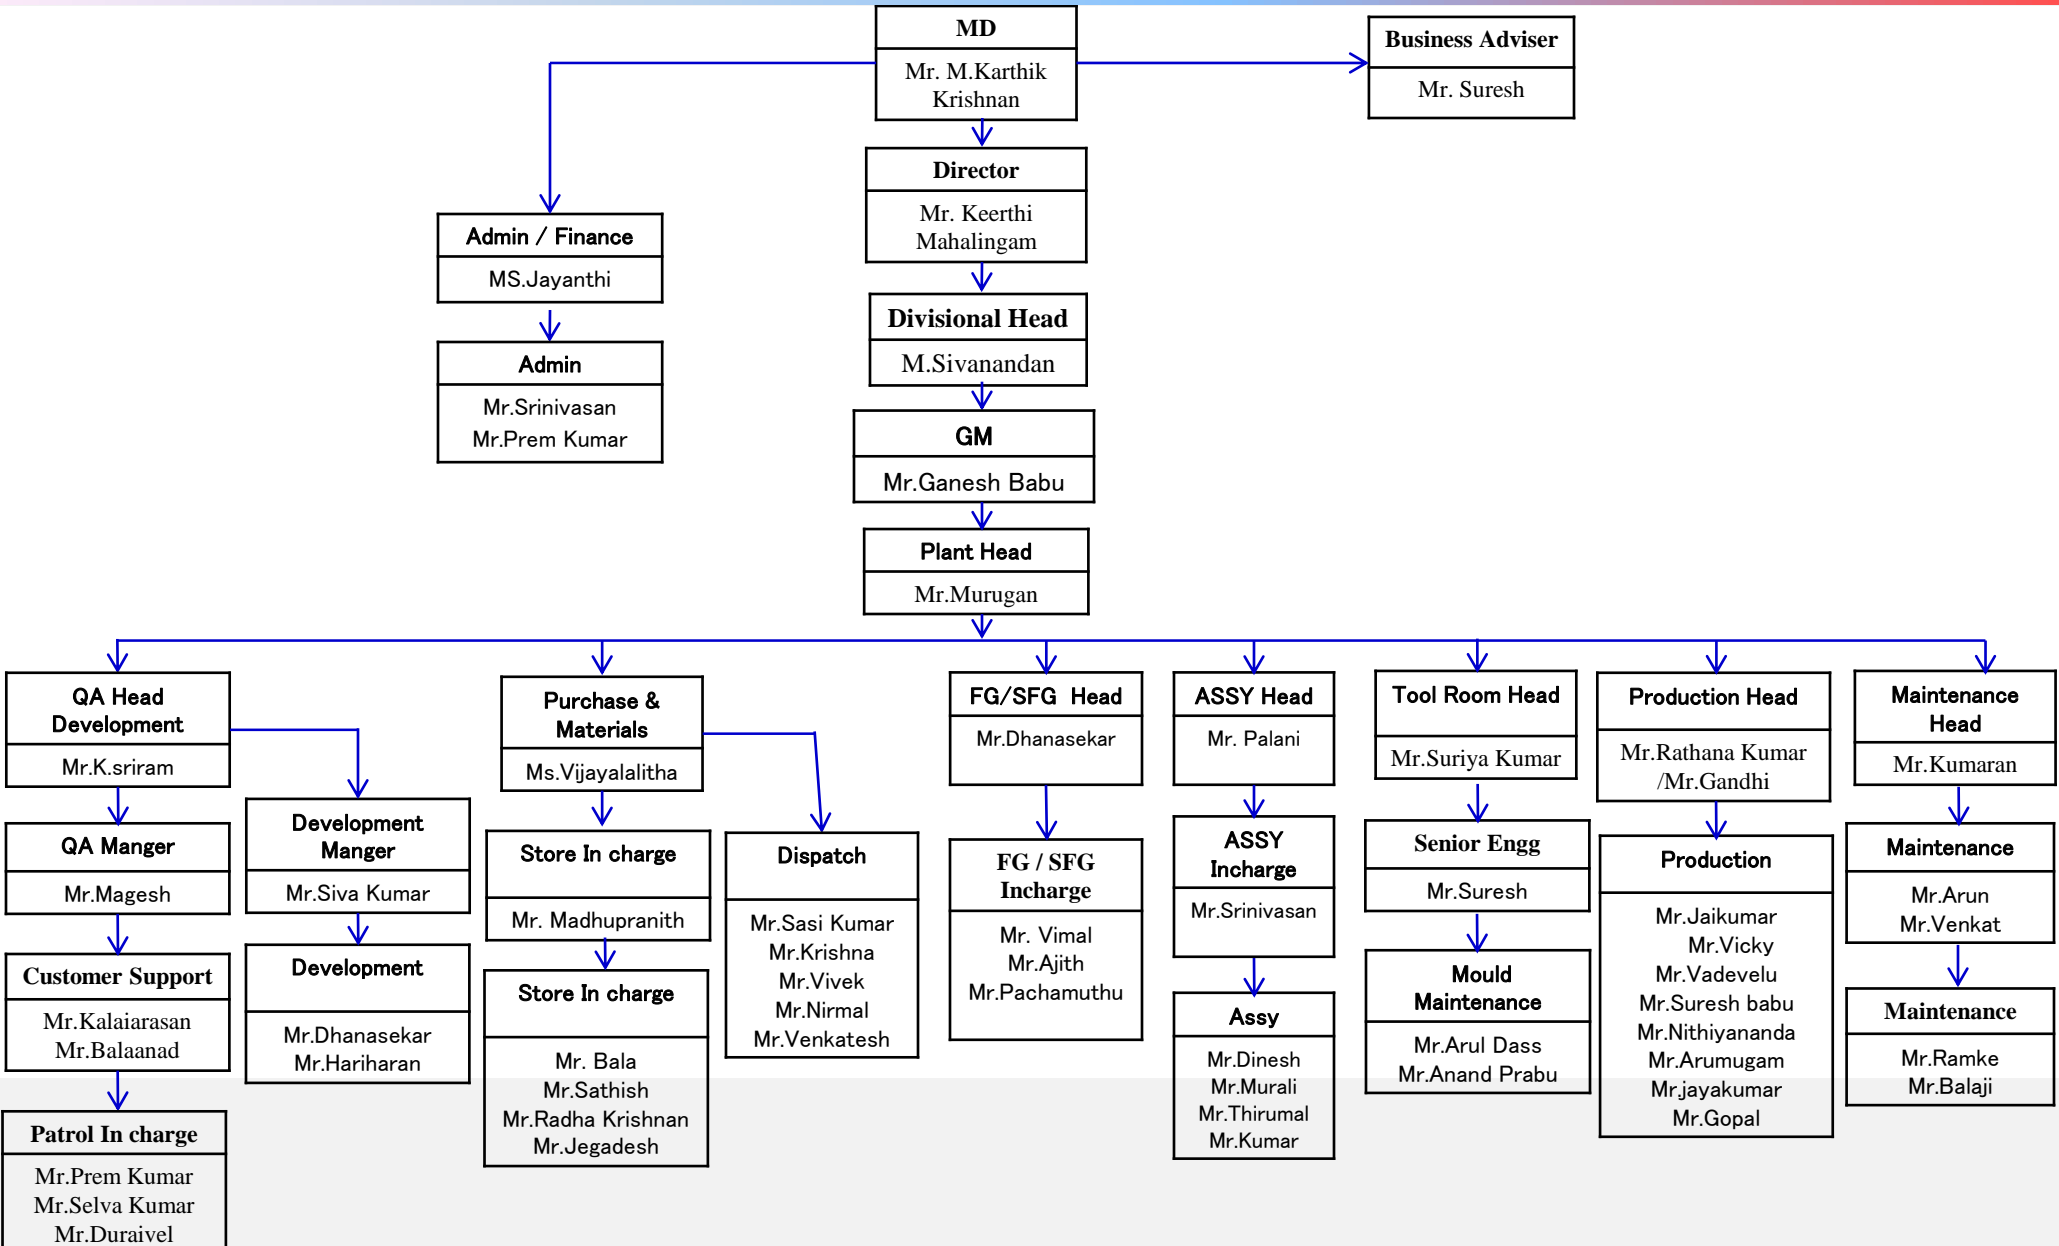 MD
Mr. M.Karthik
Krishnan
Business Adviser
Mr. Suresh
Director
Mr. Keerthi
Mahalingam
Admin / Finance
MS.Jayanthi
Admin
Mr.Srinivasan
Mr.Prem Kumar
Divisional Head
M.Sivanandan
GM
Mr.Ganesh Babu
Plant Head
Mr.Murugan
QA Head
Development
Mr.K.sriram
QA Manger
Mr.Magesh
Customer Support
Mr.Kalaiarasan
Mr.Balaanad
Patrol In charge
Mr.Prem Kumar
Mr.Selva Kumar
Mr.Duraivel
Development
Manger
Mr.Siva Kumar
Development
Mr.Dhanasekar
Mr.Hariharan
Purchase &
Materials
Ms.Vijayalalitha
Store In charge
Mr. Madhupranith
Store In charge
Mr. Bala
Mr.Sathish
Mr.Radha Krishnan
Mr.Jegadesh
Dispatch
Mr.Sasi Kumar
Mr.Krishna
Mr.Vivek
Mr.Nirmal
Mr.Venkatesh
FG/SFG Head
Mr.Dhanasekar
FG / SFG
Incharge
Mr. Vimal
Mr.Ajith
Mr.Pachamuthu
ASSY Head
Mr. Palani
ASSY
Incharge
Mr.Srinivasan
Assy
Mr.Dinesh
Mr.Murali
Mr.Thirumal
Mr.Kumar
Tool Room Head
Mr.Suriya Kumar
Senior Engg
Mr.Suresh
Mould
Maintenance
Mr.Arul Dass
Mr.Anand Prabu
Production Head
Mr.Rathana Kumar
/Mr.Gandhi
Production
Mr.Jaikumar
Mr.Vicky
Mr.Vadevelu
Mr.Suresh babu
Mr.Nithiyananda
Mr.Arumugam
Mr.jayakumar
Mr.Gopal
Maintenance
Head
Mr.Kumaran
Maintenance
Mr.Arun
Mr.Venkat
Maintenance
Mr.Ramke
Mr.Balaji